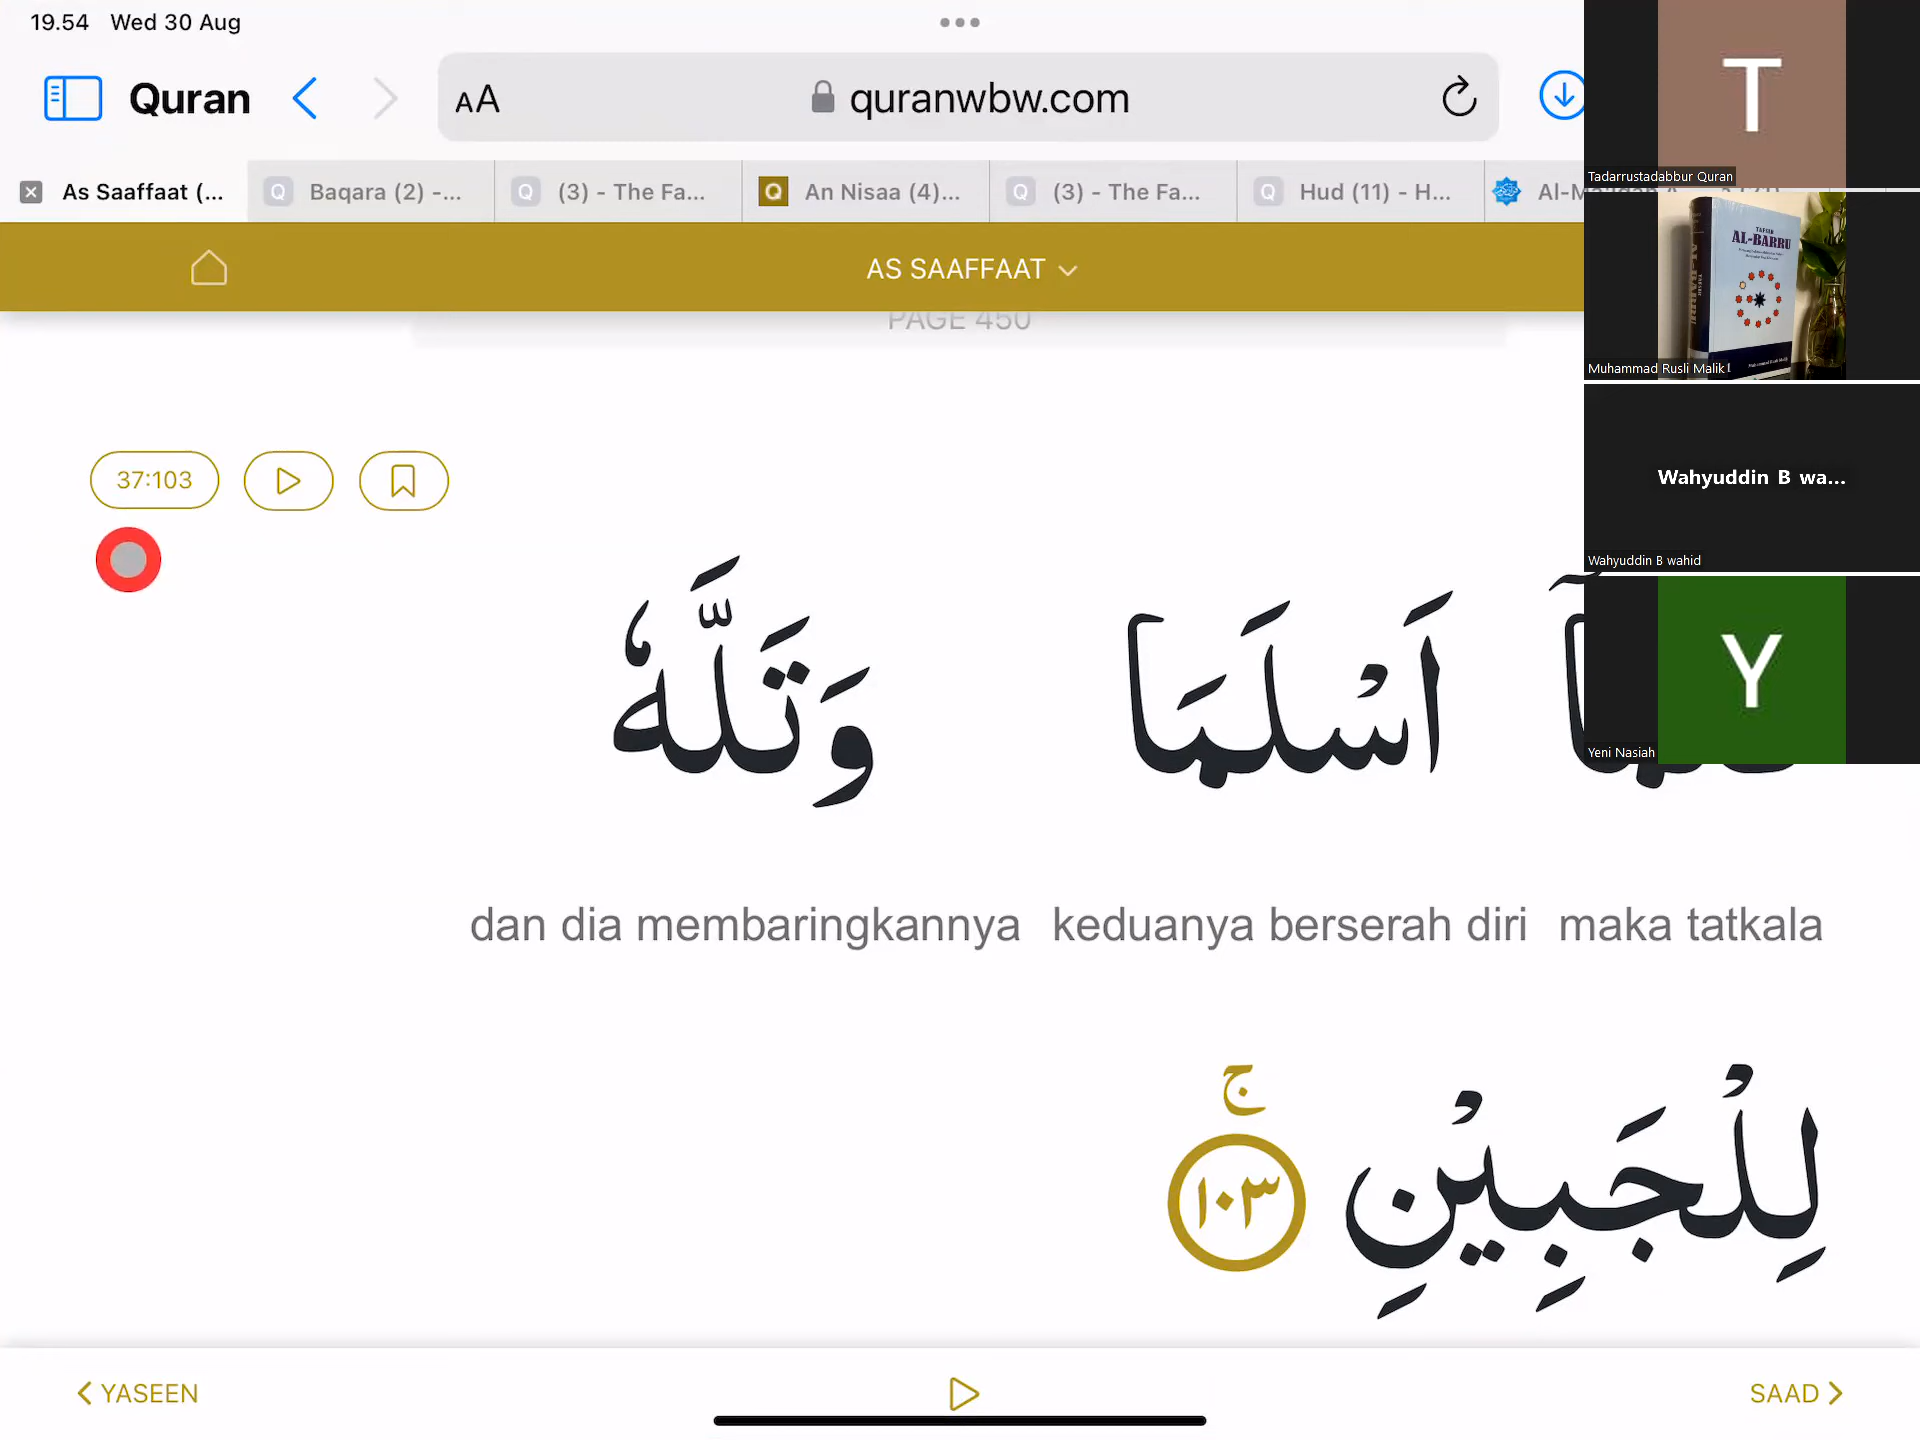 19.54 Wed 30 Aug
Quran
AA quranwbw.com
As Saaffaat (... Baqara (2) -... (3) - The Fa... An Nisaa (4)... (3) - The Fa... Hud (11) - H...
AS SAAFFAAT
PAGE 450
37:103
اَسْلَمَا وَتَلَّهٗ
maka tatkala keduanya berserah diri dan dia membaringkannya
لِلْجَبِيْنِ ۚ ١٠٣
YASEEN SAAD
T
Tadarrustadabbur Quran
TAFSIR
AL-BARRU
Muhammad Rusli Malik
Wahyuddin B wa...
Wahyuddin B wahid
Y
Yeni Nasiah